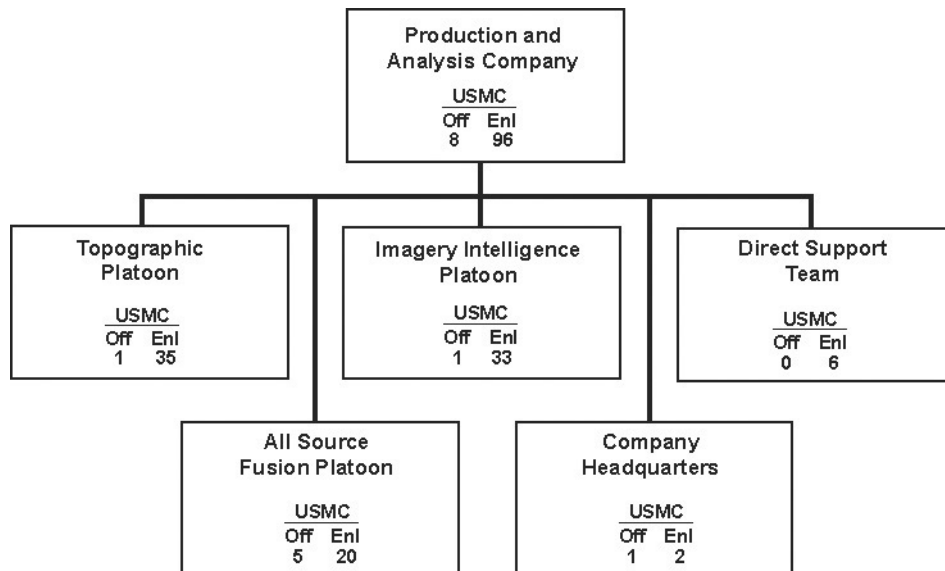 Production and
Analysis Company
USMC
Off Enl
8 96
Topographic
Platoon
USMC
Off Enl
1 35
Imagery Intelligence
Platoon
USMC
Off Enl
1 33
Direct Support
Team
USMC
Off Enl
0 6
All Source
Fusion Platoon
USMC
Off Enl
5 20
Company
Headquarters
USMC
Off Enl
1 2